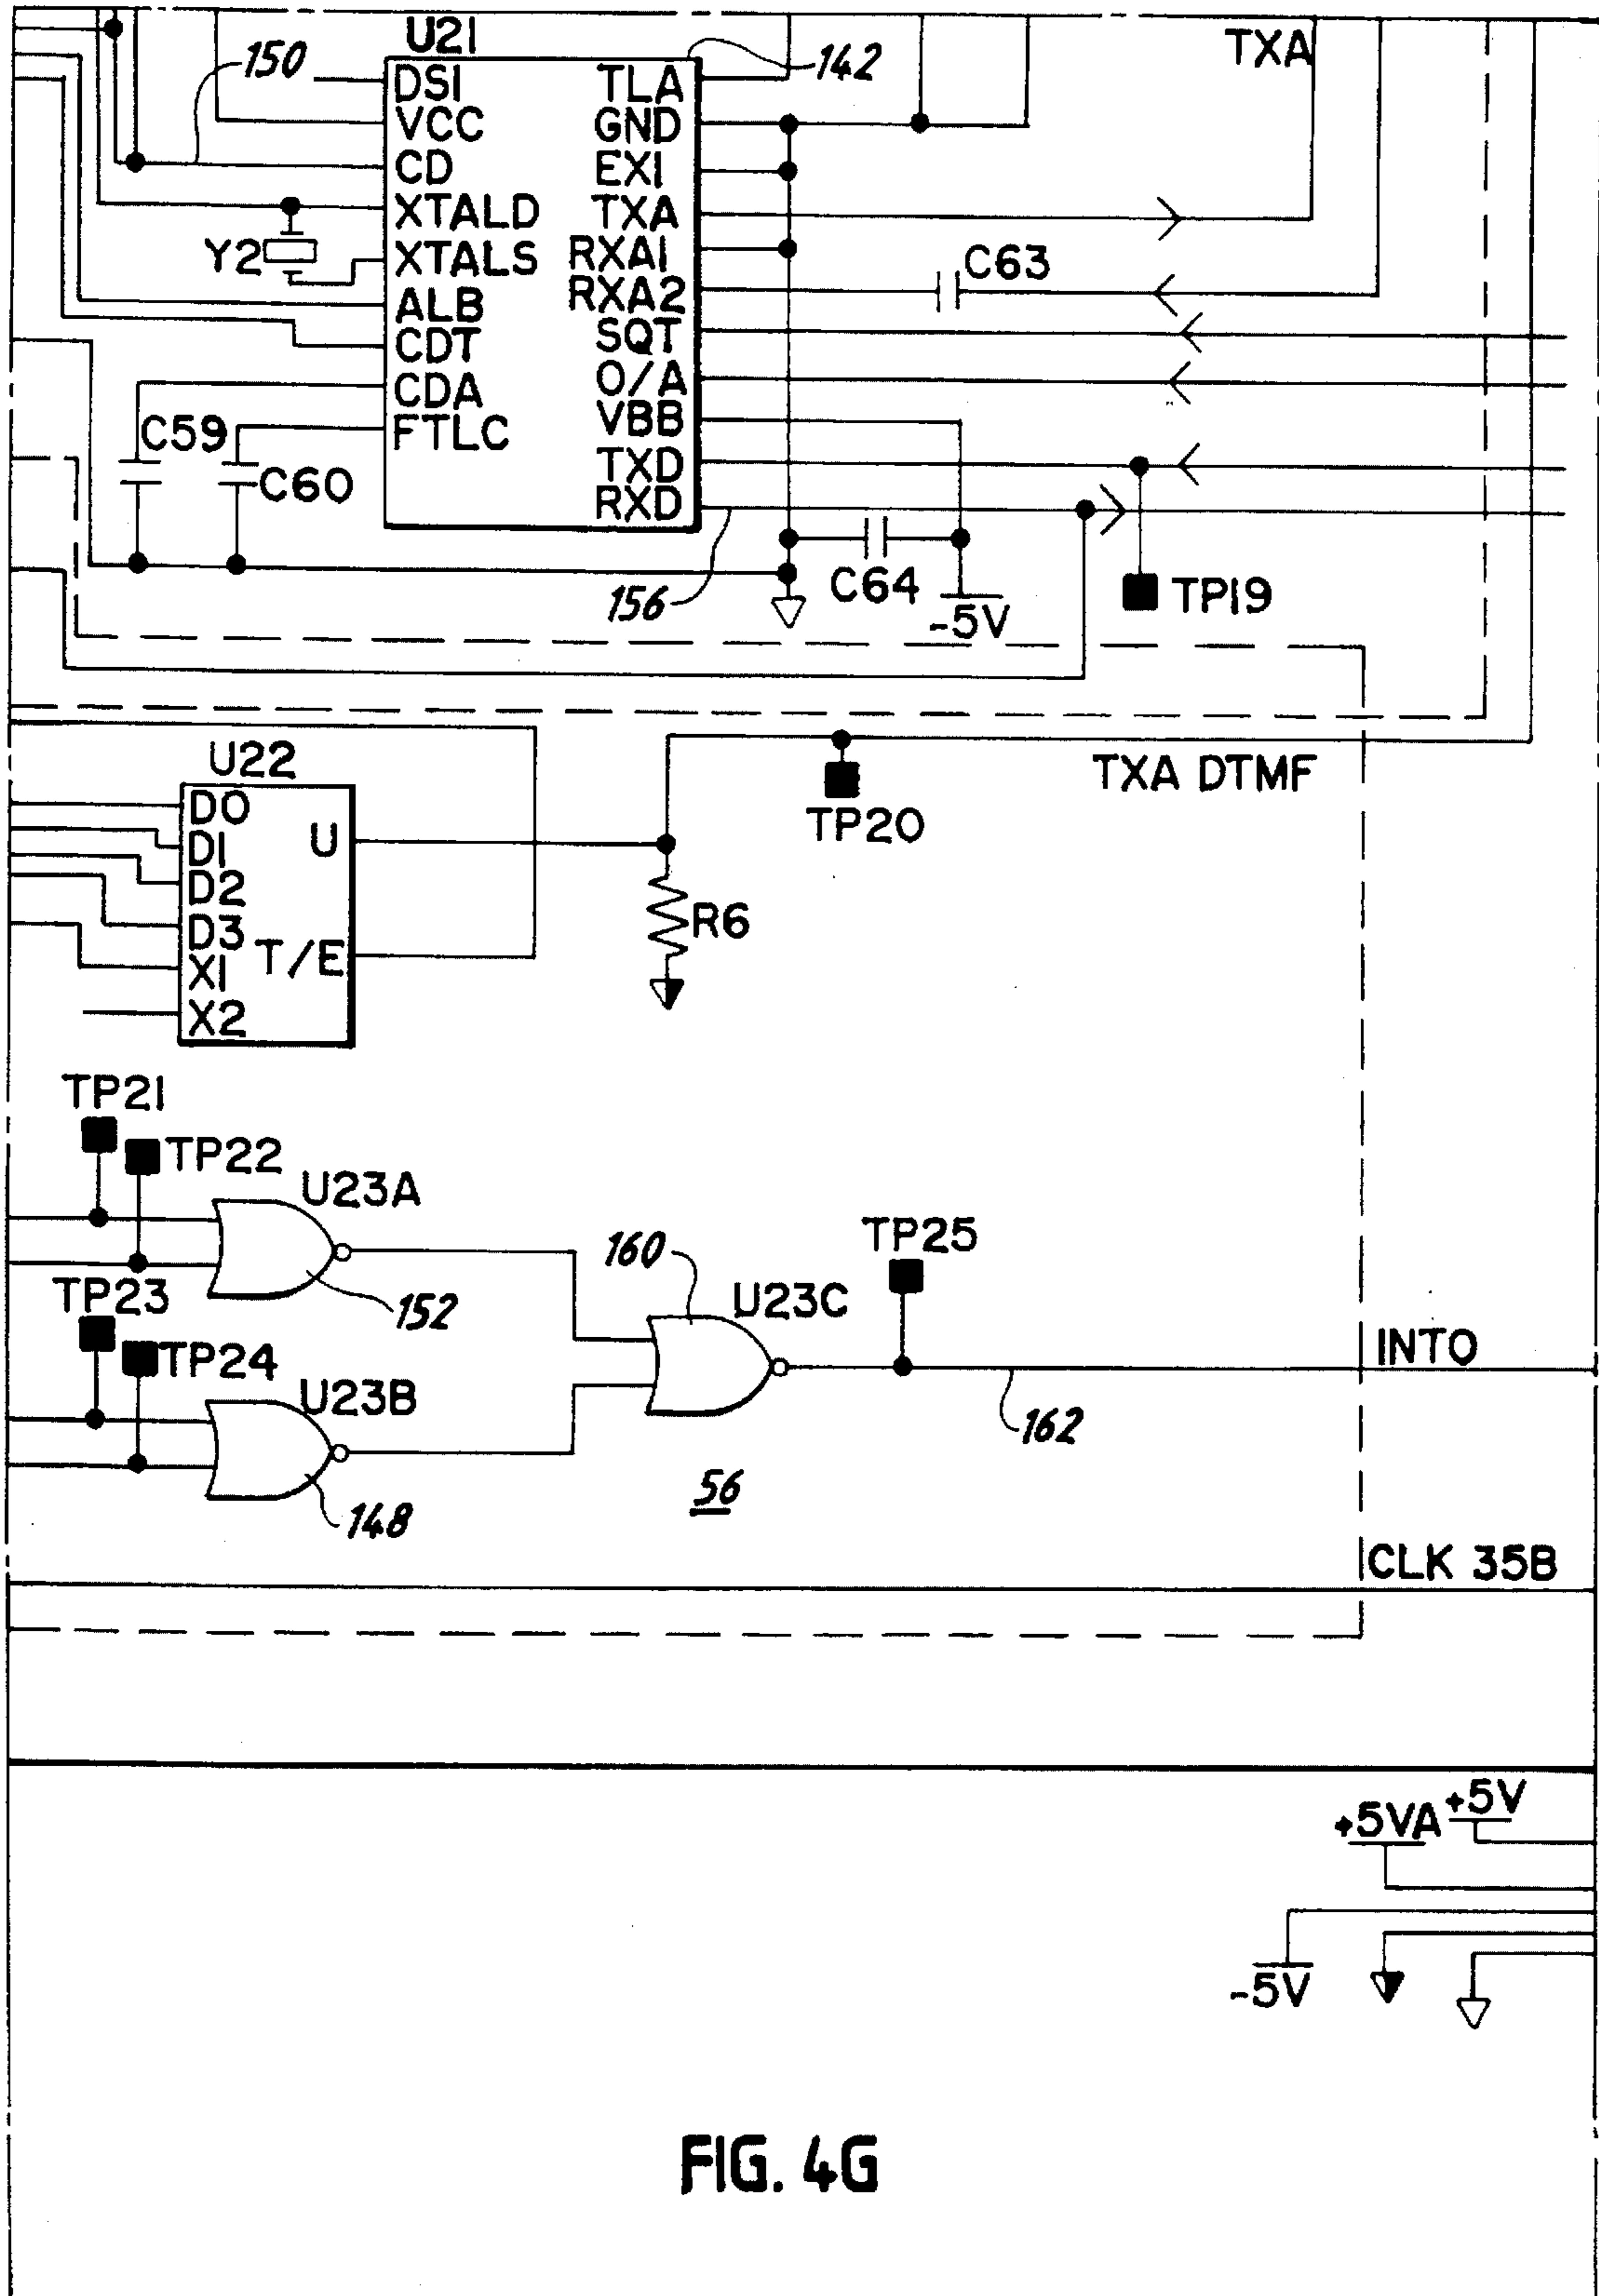 U21
150
142
TXA
DSI
VCC
CD
XTALD
XTALS
ALB
CDT
CDA
FTLC
TLA
GND
EXI
TXA
RXA1
RXA2
SQT
O/A
VBB
TXD
RXD
Y2
C63
C59
C60
156
C64
-5V
TP19
U22
D0
D1
D2
D3
X1
X2
U
T/E
TP20
TXA DTMF
R6
TP21
TP22
U23A
152
TP23
TP24
U23B
148
160
U23C
TP25
INTO
162
56
CLK 35B
+5VA
+5V
-5V
FIG. 4G